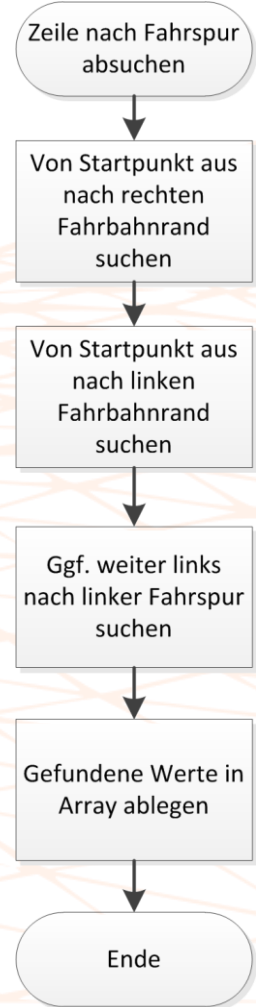 Zeile nach Fahrspur
absuchen
Von Startpunkt aus
nach rechten
Fahrbahnrand
suchen
Von Startpunkt aus
nach linken
Fahrbahnrand
suchen
Ggf. weiter links
nach linker Fahrspur
suchen
Gefundene Werte in
Array ablegen
Ende